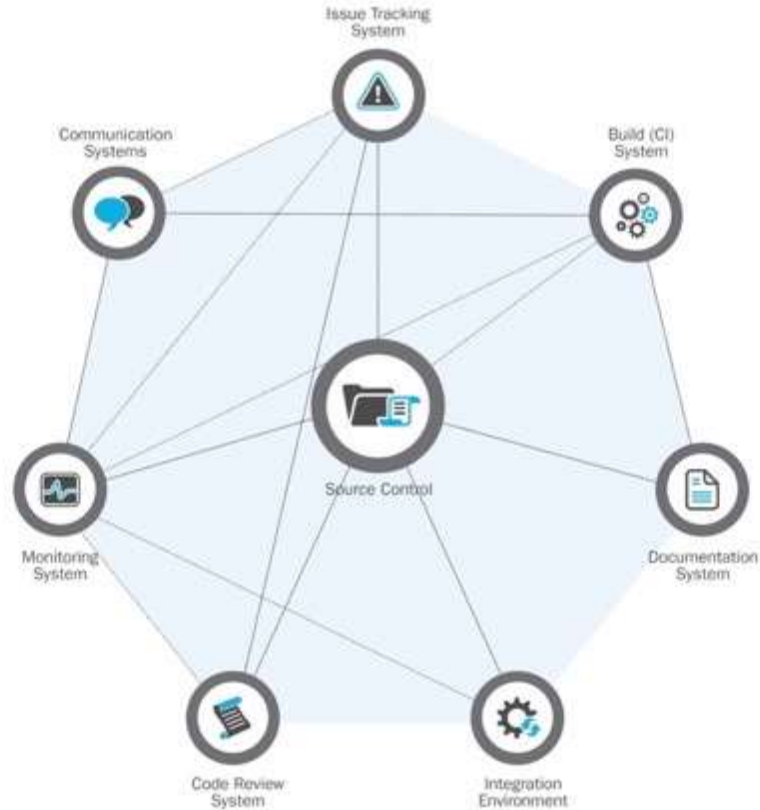 Issue Tracking
System
Communication
Systems
Build (CI)
System
Source Control
Monitoring
System
Documentation
System
Code Review
System
Integration
Environment